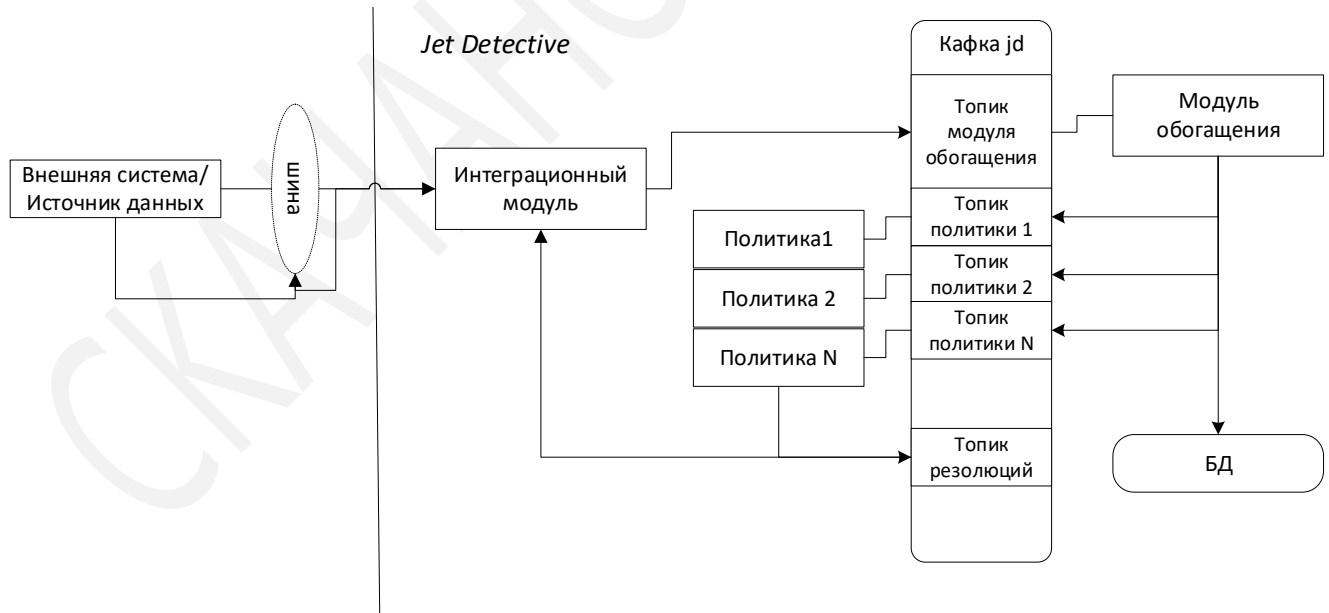 Jet Detective
Кафка jd
Топик
модуля
обогащения
Модуль
обогащения
Внешняя система/
Источник данных
шина
Интеграционный
модуль
Политика1
Политика 2
Политика N
Топик
политики 1
Топик
политики 2
Топик
политики N
Топик
резолюций
БД